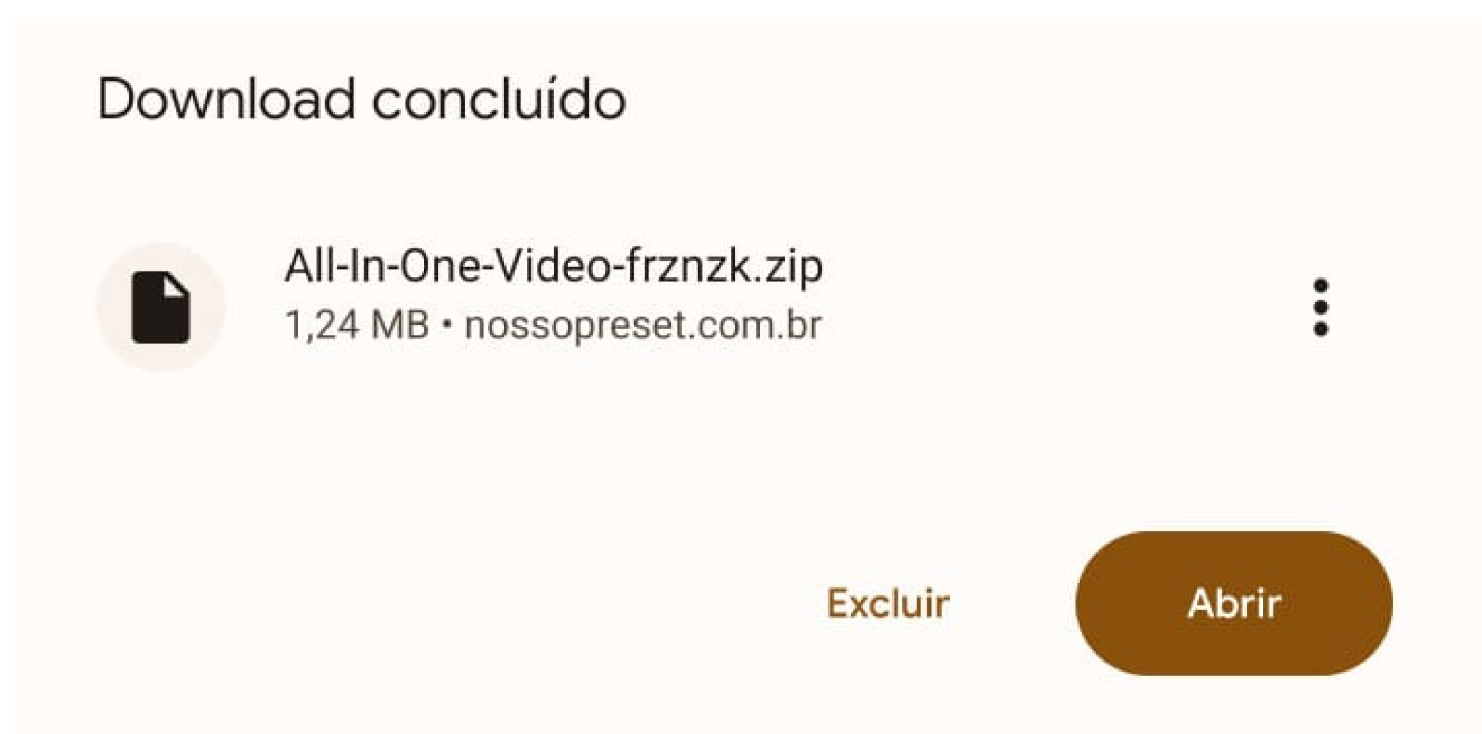 Download concluído
All-In-One-Video-frznzk.zip
1,24 MB • nossopreset.com.br
Excluir
Abrir